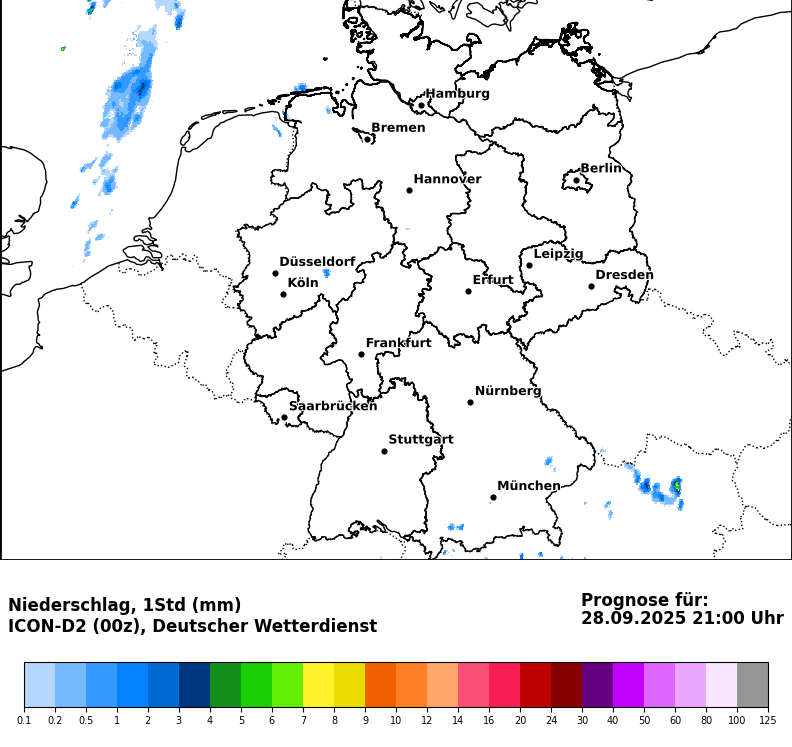 Hamburg
Bremen
Berlin
Hannover
Leipzig
Düsseldorf
Dresden
Köln
Erfurt
Frankfurt
Nürnberg
Saarbrücken
Stuttgart
München
Niederschlag, 1Std (mm)
ICON-D2 (00z), Deutscher Wetterdienst
Prognose für:
28.09.2025 21:00 Uhr
0.1 0.2 0.5 1 2 3 4 5 6 7 8 9 10 12 14 16 20 24 30 40 50 60 80 100 125